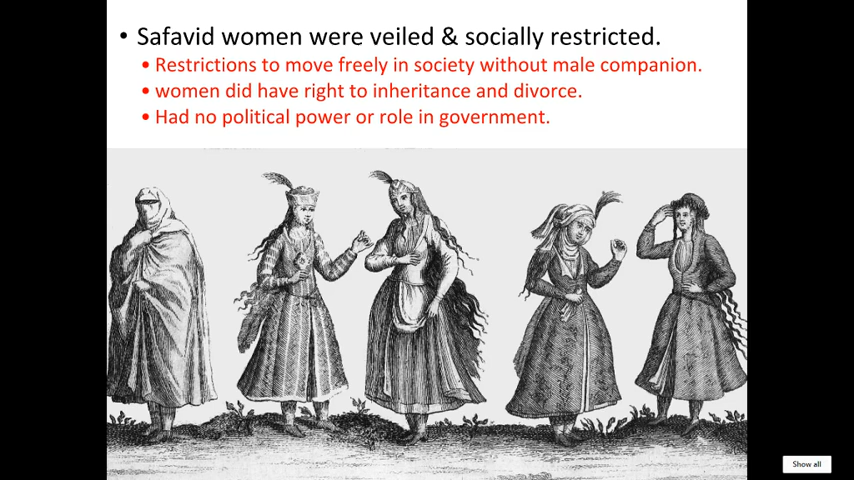 • Safavid women were veiled & socially restricted.
• Restrictions to move freely in society without male companion.
• women did have right to inheritance and divorce.
• Had no political power or role in government.
Show all